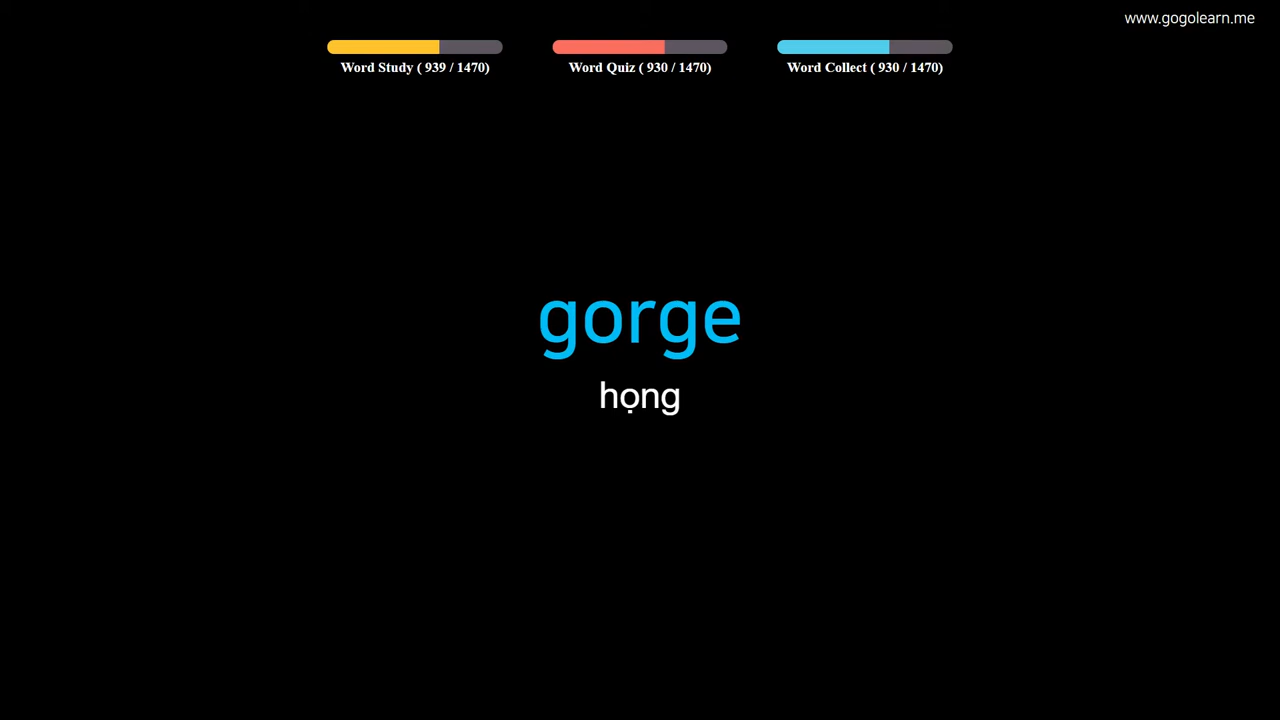 www.gogolearn.me
Word Study ( 939 / 1470)
Word Quiz ( 930 / 1470)
Word Collect ( 930 / 1470)
gorge
họng